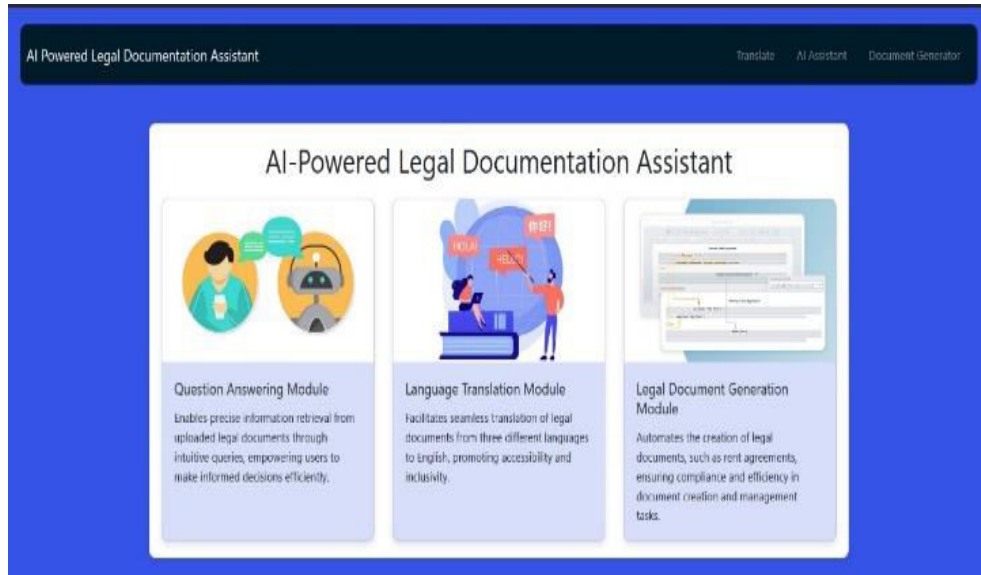 AI Powered Legal Documentation Assistant
Translate AI Assistant Document Generator
AI-Powered Legal Documentation Assistant
HOLA!
HELLO!
你好!
Question Answering Module
Enables precise information retrieval from
uploaded legal documents through
intuitive queries, empowering users to
make informed decisions efficiently.
Language Translation Module
Facilitates seamless translation of legal
documents from three different languages
to English, promoting accessibility and
inclusivity.
Legal Document Generation
Module
Automates the creation of legal
documents, such as rent agreements,
ensuring compliance and efficiency in
document creation and management
tasks.